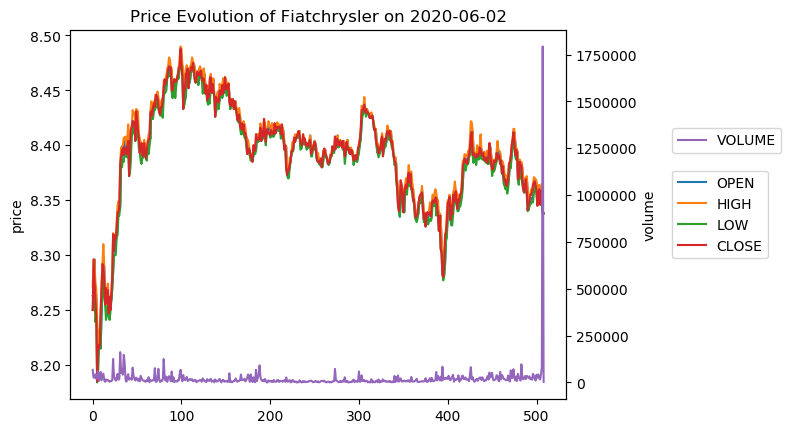 Price Evolution of Fiatchrysler on 2020-06-02
8.50
8.45
8.40
8.35
8.30
8.25
8.20
price
0
100
200
300
400
500
1750000
1500000
1250000
1000000
750000
500000
250000
0
volume
VOLUME
OPEN
HIGH
LOW
CLOSE